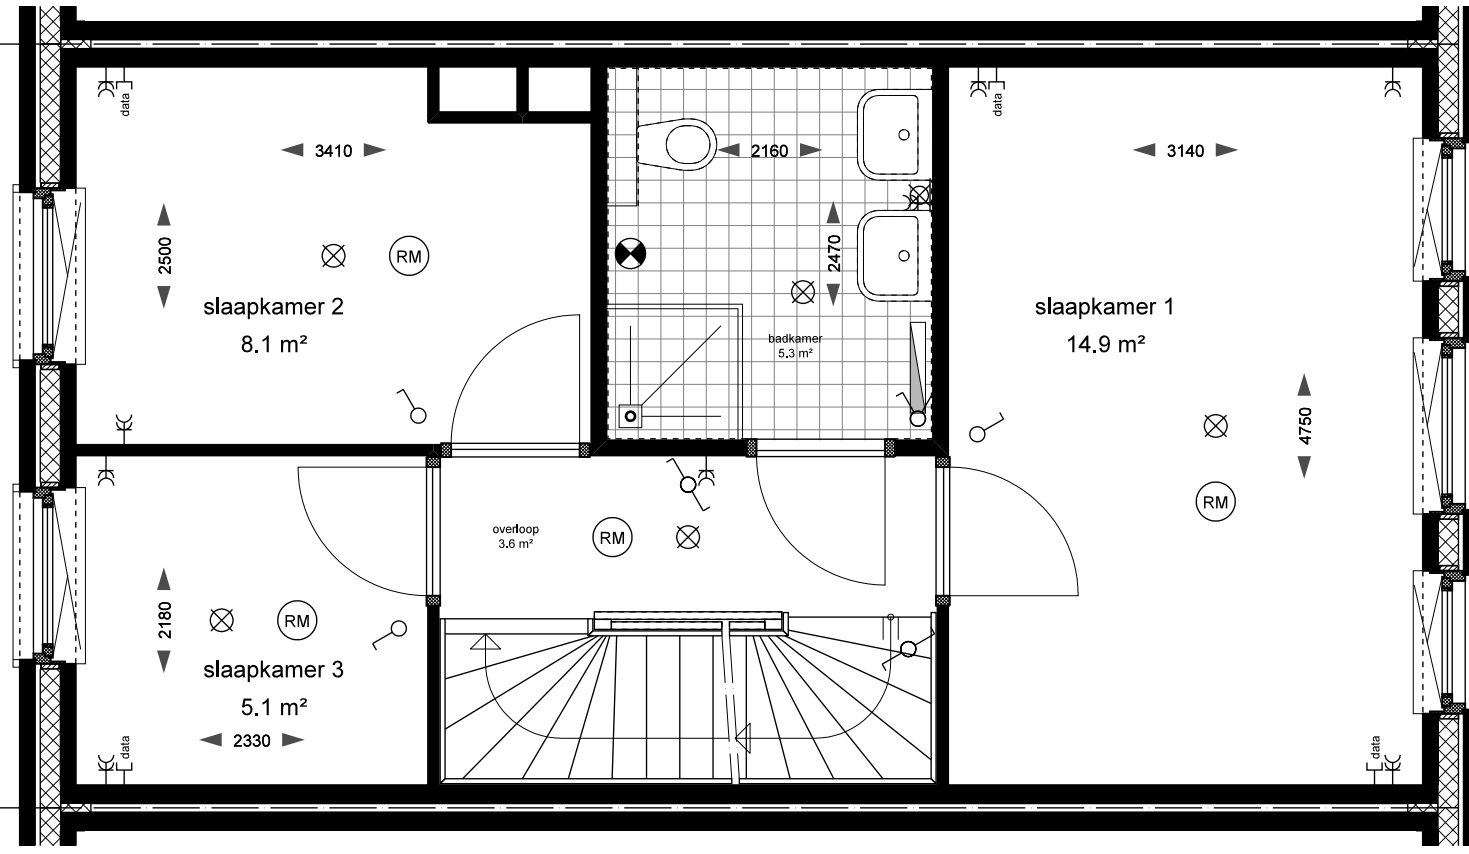 data
3410
2500
RM
slaapkamer 2
8.1 m²
2160
2470
badkamer
5.3 m²
data
3140
slaapkamer 1
14.9 m²
4750
RM
overloop
3.6 m²
RM
2180
RM
slaapkamer 3
5.1 m²
2330
data
data